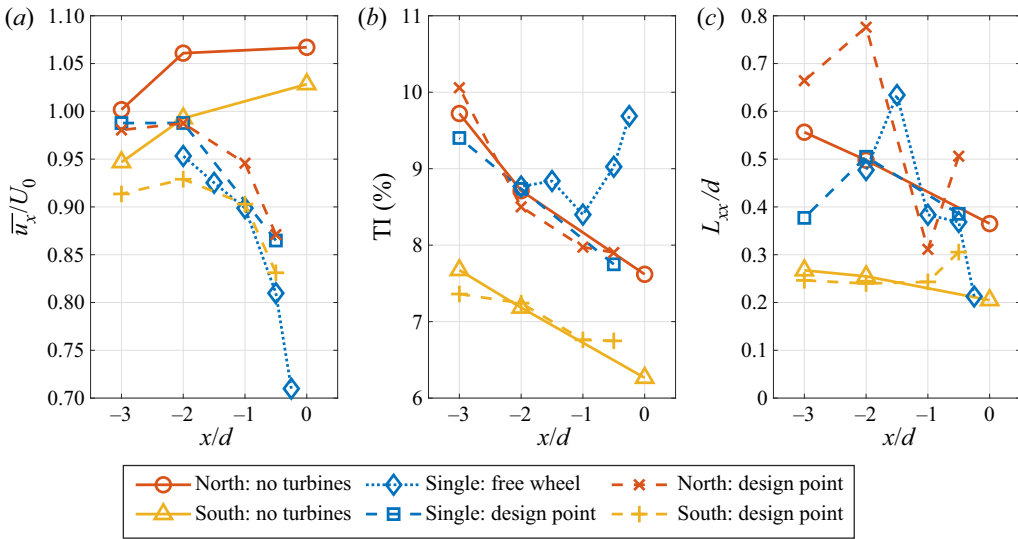 (a)
1.10
1.05
1.00
0.95
0.90
0.85
0.80
0.75
0.70
u̅ₓ/U₀
–3 –2 –1 0
x/d
(b)
11
10
9
8
7
6
TI (%)
–3 –2 –1 0
x/d
(c)
0.8
0.7
0.6
0.5
0.4
0.3
0.2
0.1
0
Lₓₓ/d
–3 –2 –1 0
x/d
North: no turbines Single: free wheel North: design point
South: no turbines Single: design point South: design point